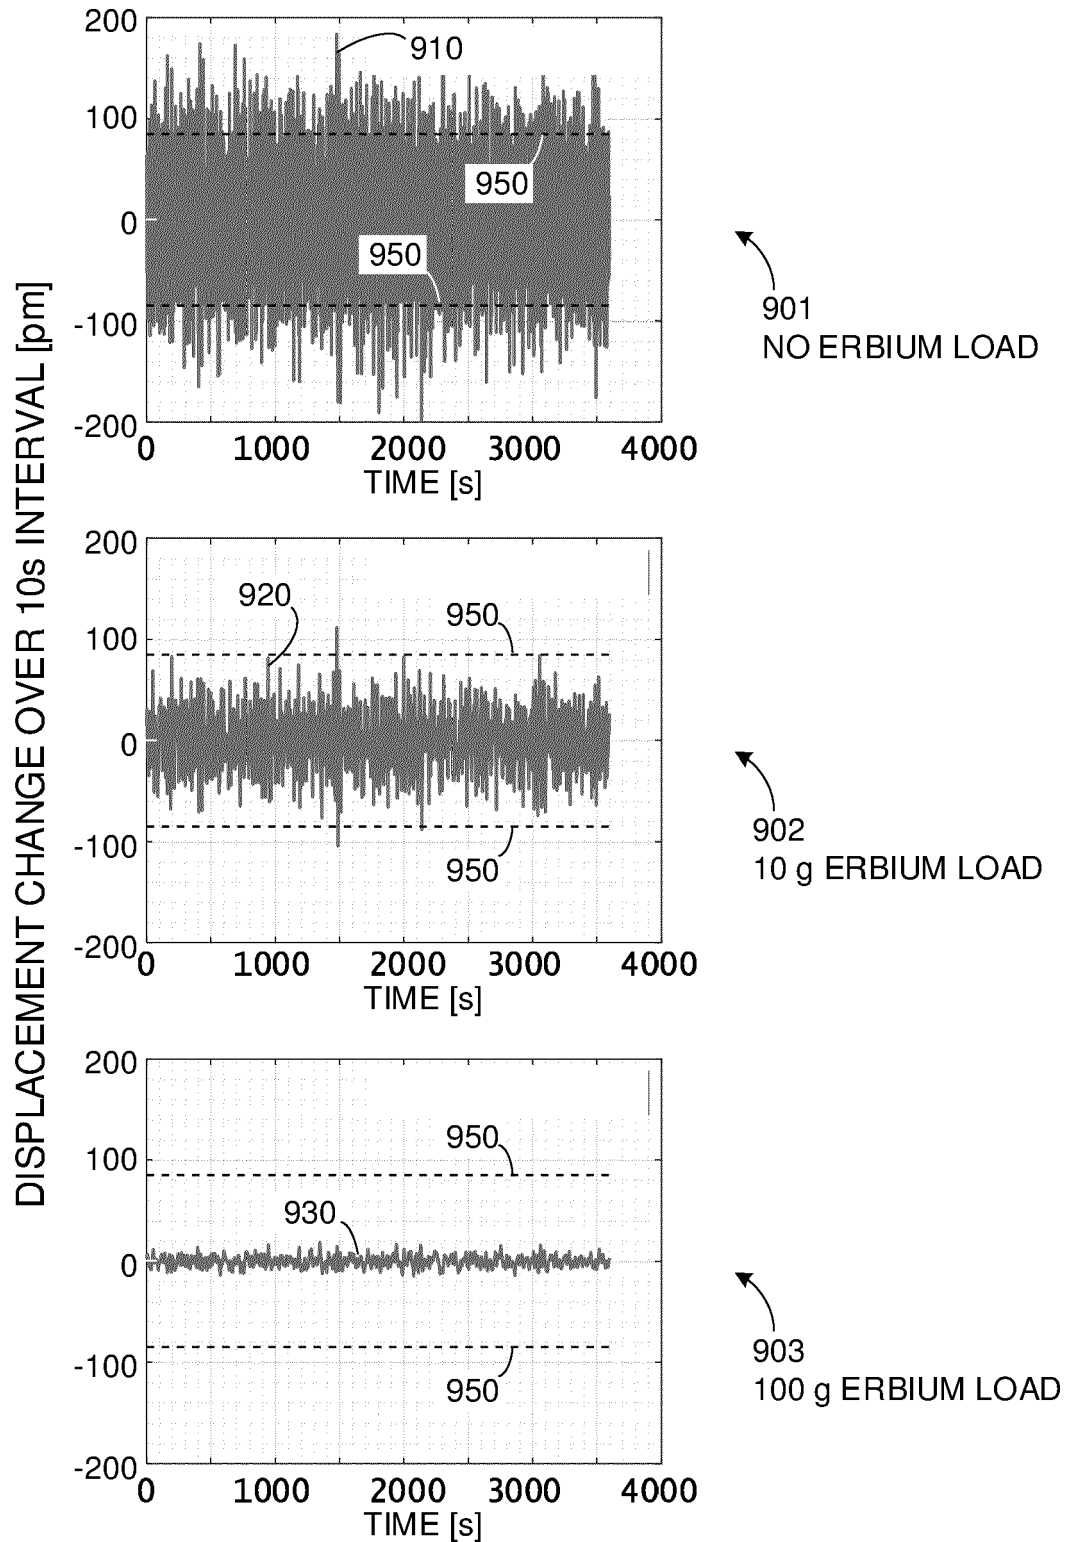 DISPLACEMENT CHANGE OVER 10s INTERVAL [pm]
200
100
0
-100
-200
910
950
950
0 1000 2000 3000 4000
TIME [s]
901
NO ERBIUM LOAD
200
100
0
-100
-200
920
950
950
0 1000 2000 3000 4000
TIME [s]
902
10 g ERBIUM LOAD
200
100
0
-100
-200
950
930
950
0 1000 2000 3000 4000
TIME [s]
903
100 g ERBIUM LOAD